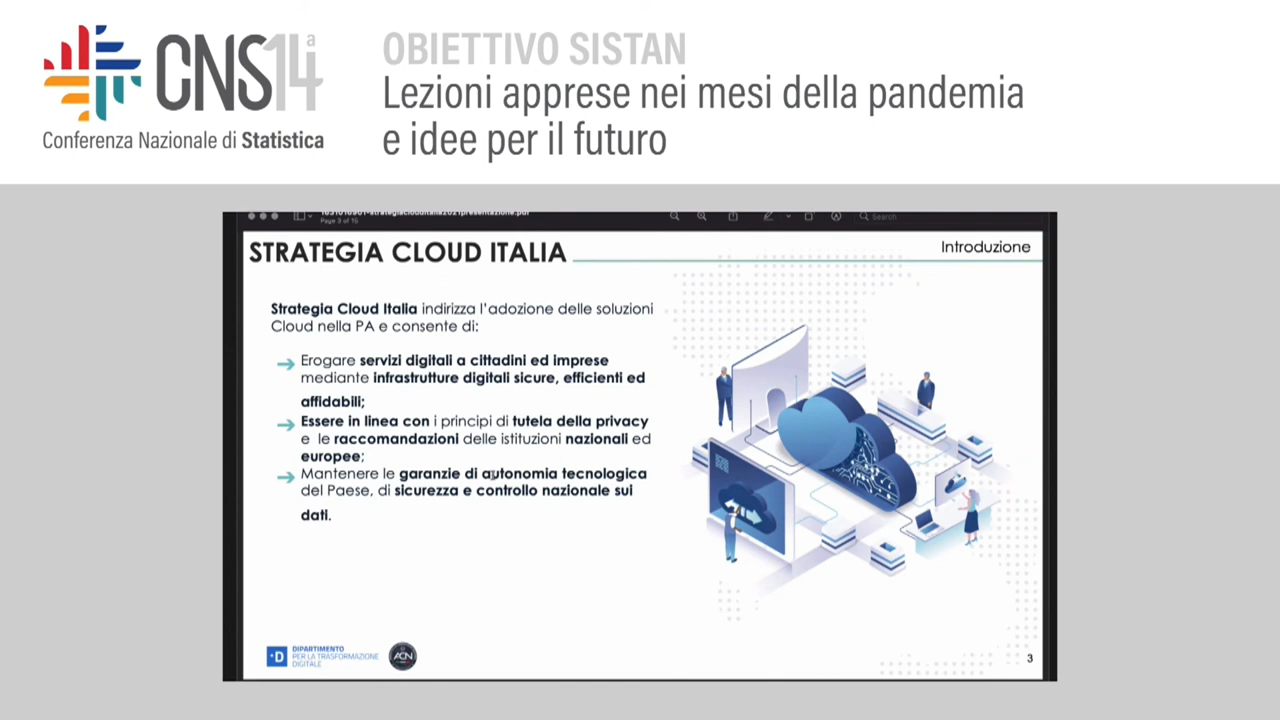 CNS14a
Conferenza Nazionale di Statistica
OBIETTIVO SISTAN
Lezioni apprese nei mesi della pandemia
e idee per il futuro
Page 3 of 15
Search
STRATEGIA CLOUD ITALIA
Introduzione
Strategia Cloud Italia indirizza l'adozione delle soluzioni
Cloud nella PA e consente di:
Erogare servizi digitali a cittadini ed imprese
mediante infrastrutture digitali sicure, efficienti ed
affidabili;
Essere in linea con i principi di tutela della privacy
e le raccomandazioni delle istituzioni nazionali ed
europee;
Mantenere le garanzie di autonomia tecnologica
del Paese, di sicurezza e controllo nazionale sui
dati.
D
DIPARTIMENTO
PER LA TRASFORMAZIONE
DIGITALE
ACN
3